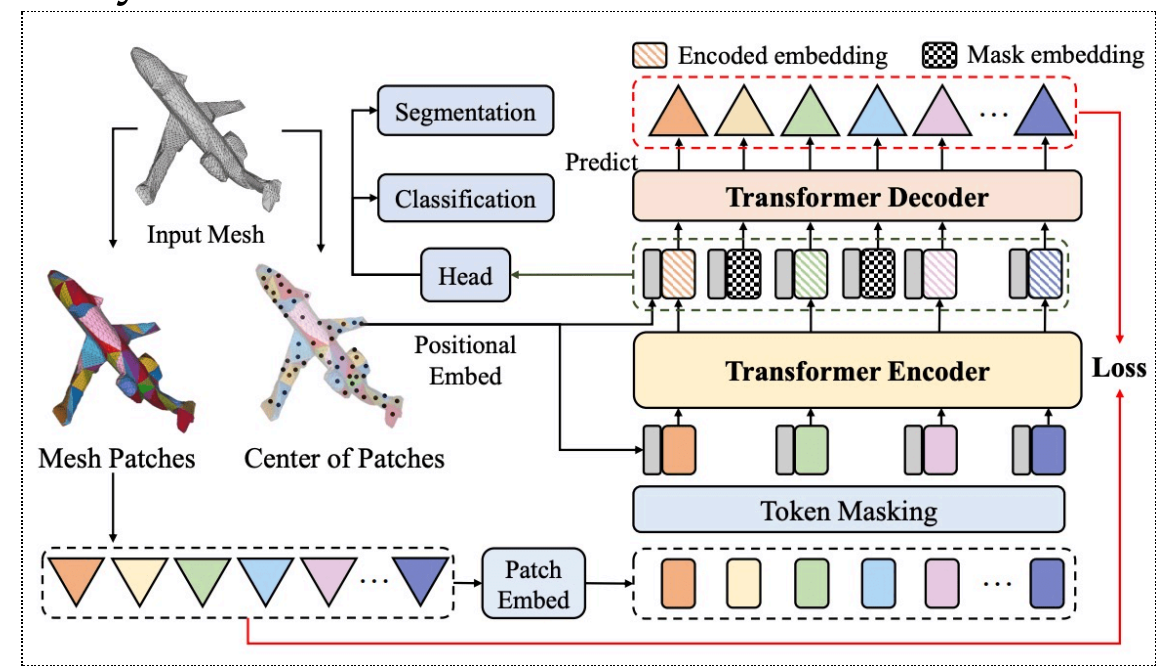 Encoded embedding
Mask embedding
Segmentation
Predict
Classification
Transformer Decoder
Input Mesh
Head
Positional
Embed
Transformer Encoder
Loss
Mesh Patches
Center of Patches
Token Masking
...
Patch
Embed
...
...